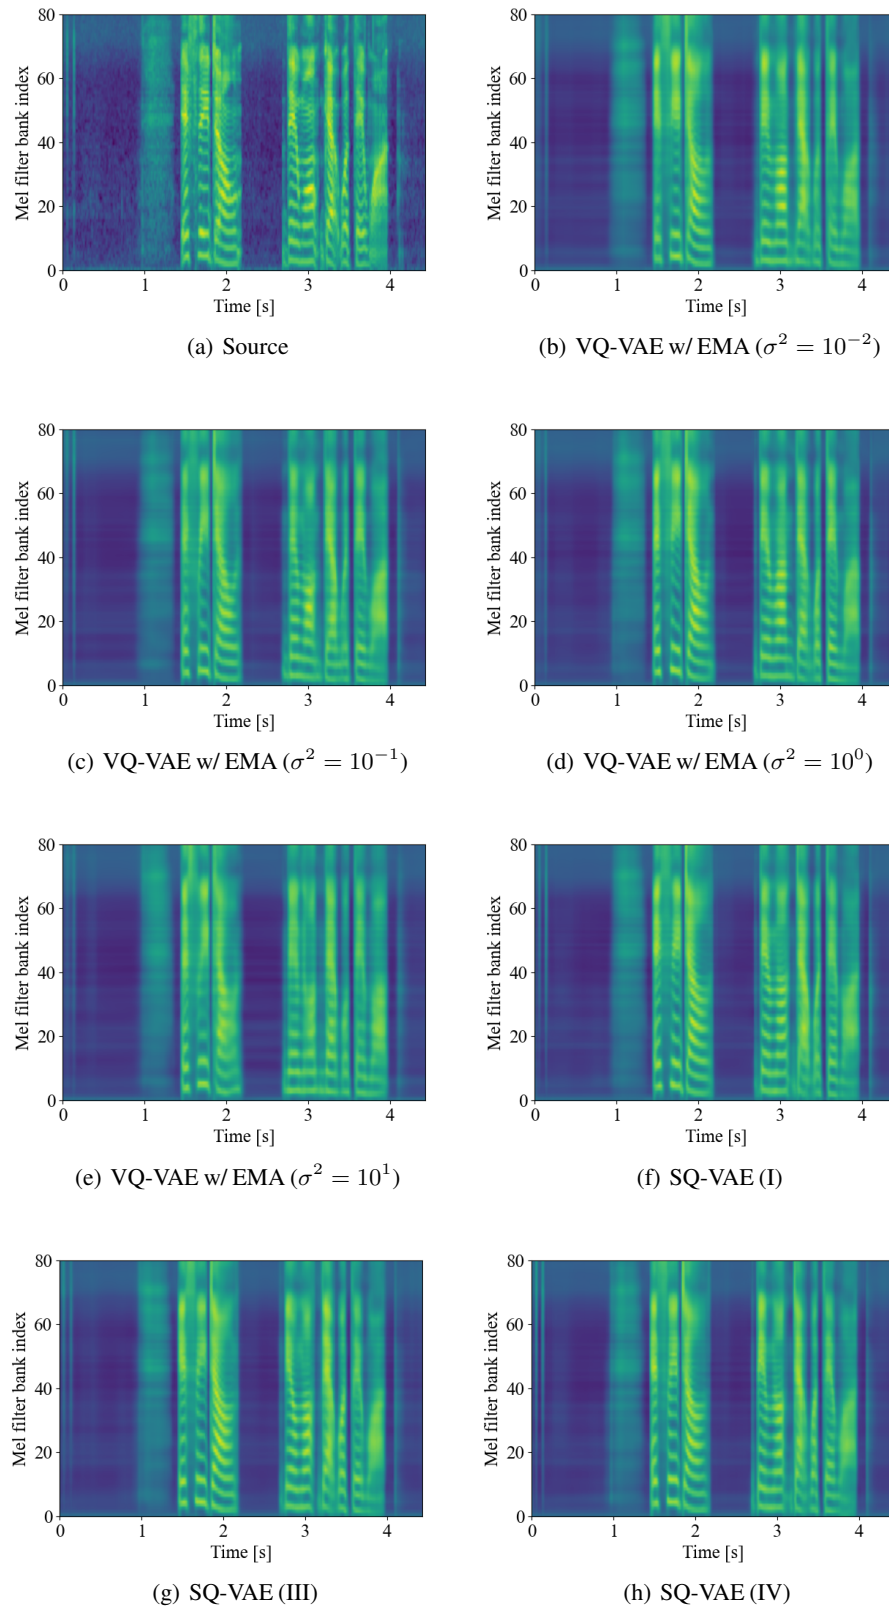 80
60
40
20
0
Mel filter bank index
0 1 2 3 4
Time [s]
(a) Source
80
60
40
20
0
Mel filter bank index
0 1 2 3 4
Time [s]
(b) VQ-VAE w/ EMA (σ² = 10⁻²)
80
60
40
20
0
Mel filter bank index
0 1 2 3 4
Time [s]
(c) VQ-VAE w/ EMA (σ² = 10⁻¹)
80
60
40
20
0
Mel filter bank index
0 1 2 3 4
Time [s]
(d) VQ-VAE w/ EMA (σ² = 10⁰)
80
60
40
20
0
Mel filter bank index
0 1 2 3 4
Time [s]
(e) VQ-VAE w/ EMA (σ² = 10¹)
80
60
40
20
0
Mel filter bank index
0 1 2 3 4
Time [s]
(f) SQ-VAE (I)
80
60
40
20
0
Mel filter bank index
0 1 2 3 4
Time [s]
(g) SQ-VAE (III)
80
60
40
20
0
Mel filter bank index
0 1 2 3 4
Time [s]
(h) SQ-VAE (IV)